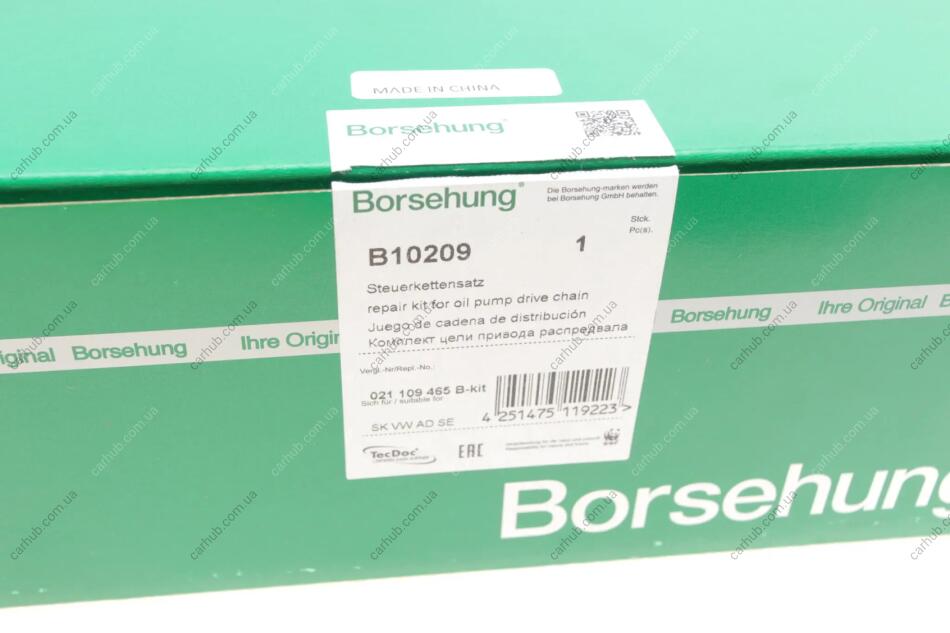 MADE IN CHINA
Borsehung®
Borsehung®
Die Borsehung-marken werden
bei Borsehung GmbH behalten.
B10209
1
Stck.
Pc(s).
Steuerkettensatz
repair kit for oil pump drive chain
Juego de cadena de distribución
Комплект цепи привода распредвала
Vergl.-Nr/Repl.-No.:
021 109 465 B-kit
Sich für / suitable for
SK VW AD SE
4 251475 119223 >
TecDoc
EAC
iginal Borsehung Ihre Origin
Borsehung Ihre Original B
Borsehung
carhub.com.ua